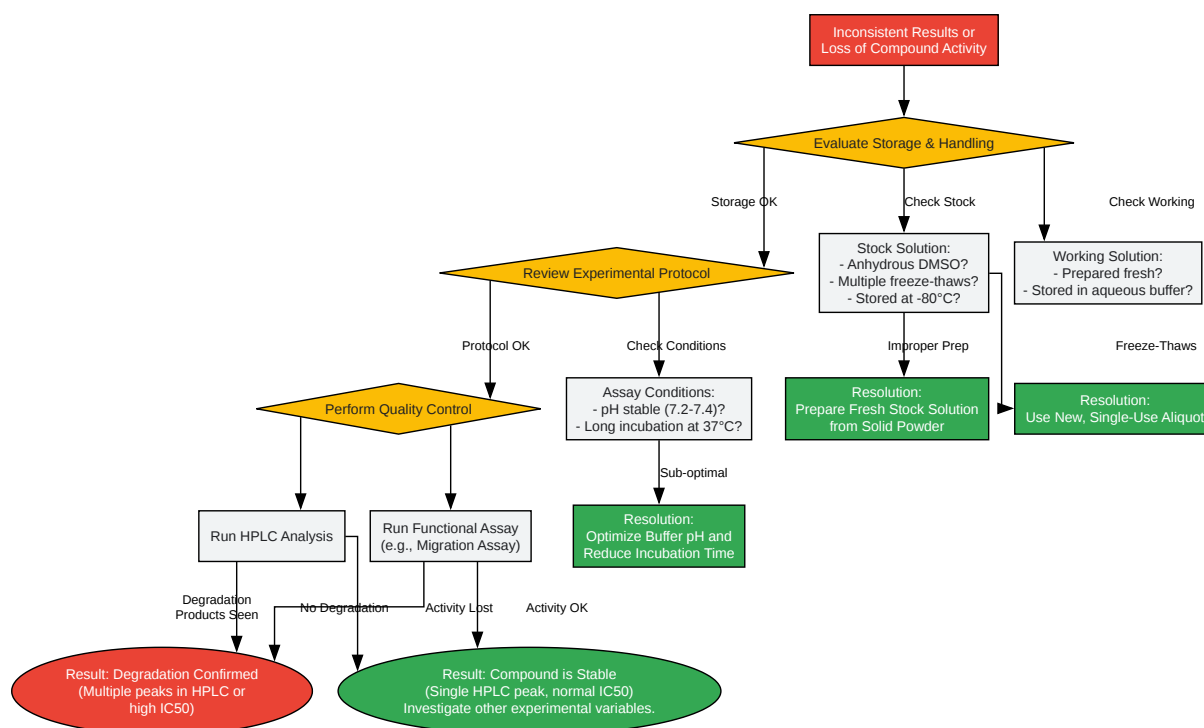 Inconsistent Results or
Loss of Compound Activity
Evaluate Storage & Handling
Storage OK
Check Stock
Check Working
Stock Solution:
- Anhydrous DMSO?
- Multiple freeze-thaws?
- Stored at -80°C?
Working Solution:
- Prepared fresh?
- Stored in aqueous buffer?
Review Experimental Protocol
Protocol OK
Check Conditions
Improper Prep
Freeze-Thaws
Assay Conditions:
- pH stable (7.2-7.4)?
- Long incubation at 37°C?
Resolution:
Prepare Fresh Stock Solution
from Solid Powder
Resolution:
Use New, Single-Use Aliquot
Perform Quality Control
Sub-optimal
Run HPLC Analysis
Run Functional Assay
(e.g., Migration Assay)
Resolution:
Optimize Buffer pH and
Reduce Incubation Time
Degradation
Products Seen
No Degradation
Activity Lost
Activity OK
Result: Degradation Confirmed
(Multiple peaks in HPLC or
high IC50)
Result: Compound is Stable
(Single HPLC peak, normal IC50)
Investigate other experimental variables.